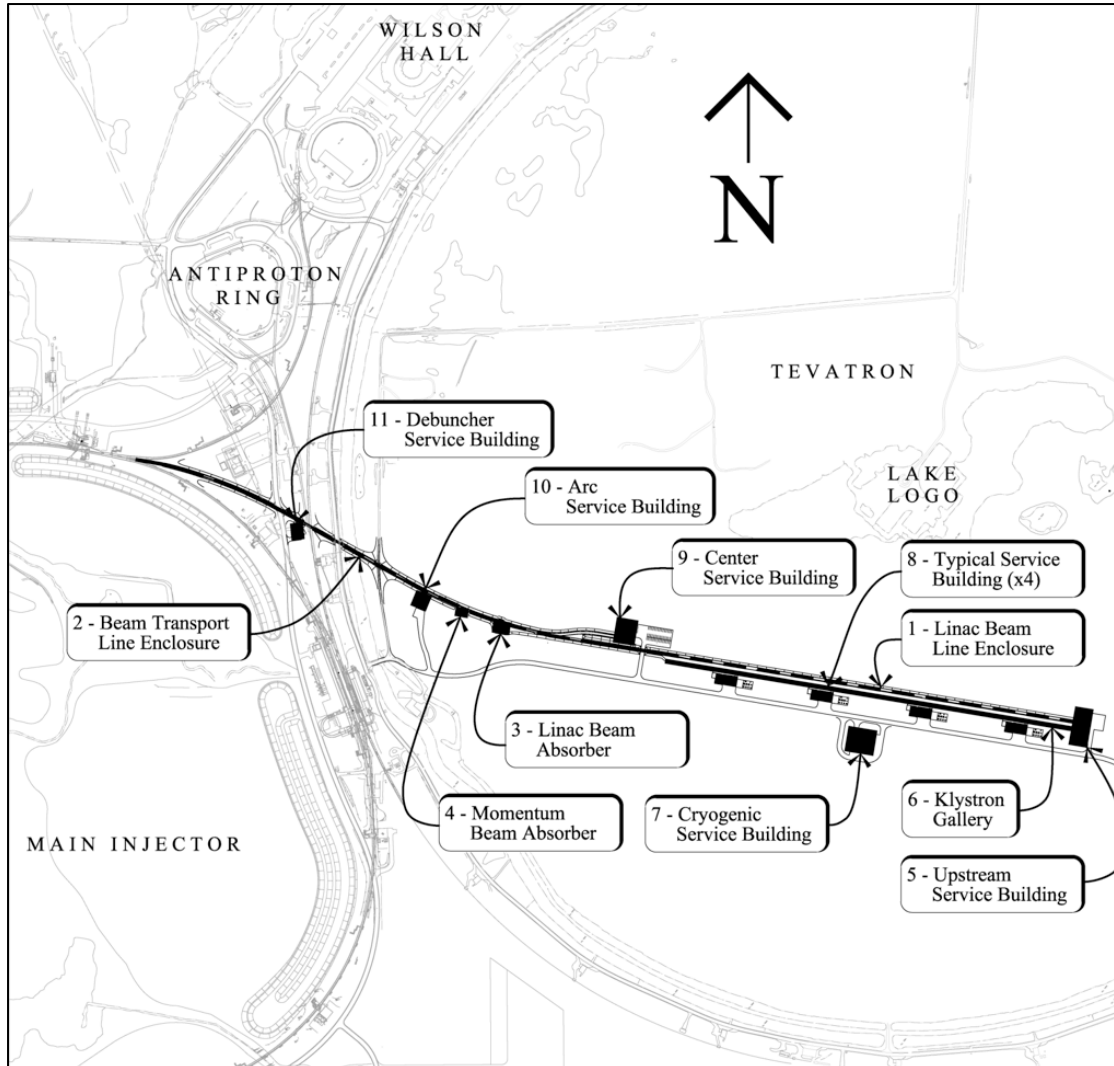 WILSON
HALL
N
ANTIPROTON
RING
TEVATRON
11 - Debuncher
Service Building
LAKE
LOGO
10 - Arc
Service Building
9 - Center
Service Building
8 - Typical Service
Building (x4)
2 - Beam Transport
Line Enclosure
1 - Linac Beam
Line Enclosure
3 - Linac Beam
Absorber
4 - Momentum
Beam Absorber
7 - Cryogenic
Service Building
6 - Klystron
Gallery
MAIN INJECTOR
5 - Upstream
Service Building